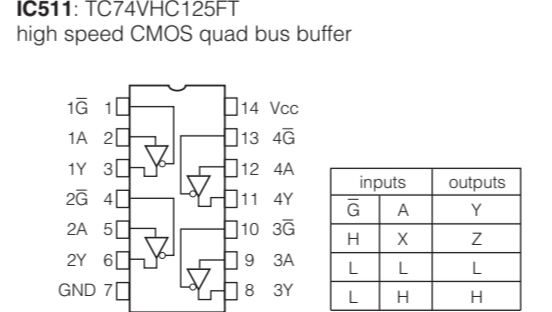 IC511: TC74VHC125FT
high speed CMOS quad bus buffer
1G̅ 1 14 Vcc
1A 2 13 4G̅
1Y 3 12 4A
2G̅ 4 11 4Y
2A 5 10 3G̅
2Y 6 9 3A
GND 7 8 3Y
inputs outputs
G̅ A Y
H X Z
L L L
L H H